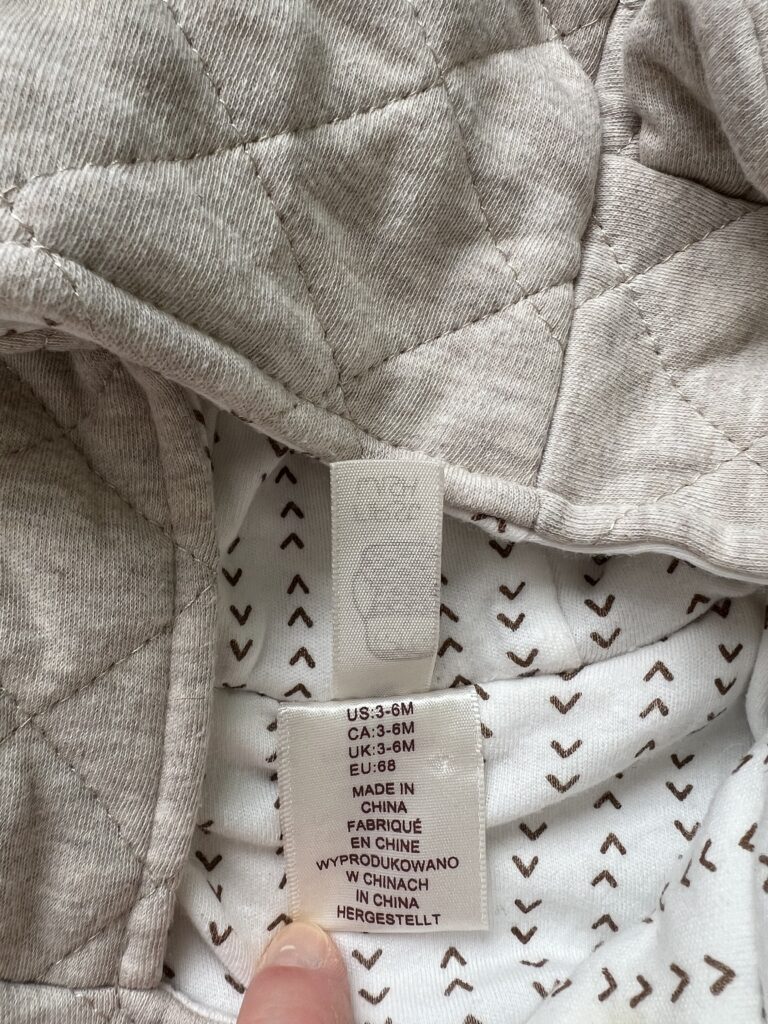 US:3-6M
CA:3-6M
UK:3-6M
EU:68
MADE IN
CHINA
FABRIQUÉ
EN CHINE
WYPRODUKOWANO
W CHINACH
IN CHINA
HERGESTELLT